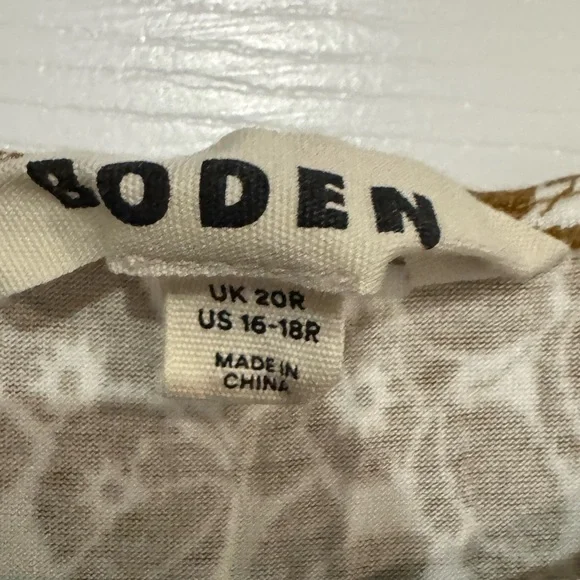 BODEN
UK 20R
US 16-18R
MADE IN
CHINA